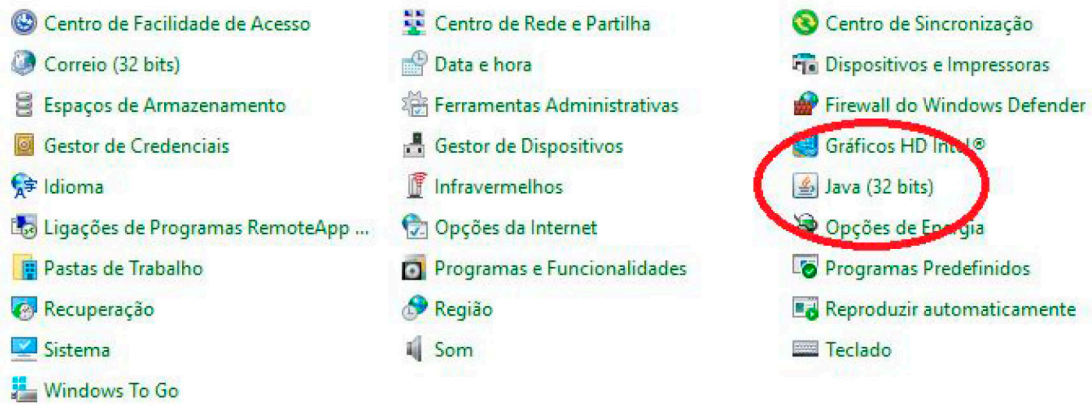 Centro de Facilidade de Acesso
Centro de Rede e Partilha
Centro de Sincronização
Correio (32 bits)
Data e hora
Dispositivos e Impressoras
Espaços de Armazenamento
Ferramentas Administrativas
Firewall do Windows Defender
Gestor de Credenciais
Gestor de Dispositivos
Gráficos HD Intel®
Idioma
Infravermelhos
Java (32 bits)
Ligações de Programas RemoteApp ...
Opções da Internet
Opções de Energia
Pastas de Trabalho
Programas e Funcionalidades
Programas Predefinidos
Recuperação
Região
Reproduzir automaticamente
Sistema
Som
Teclado
Windows To Go